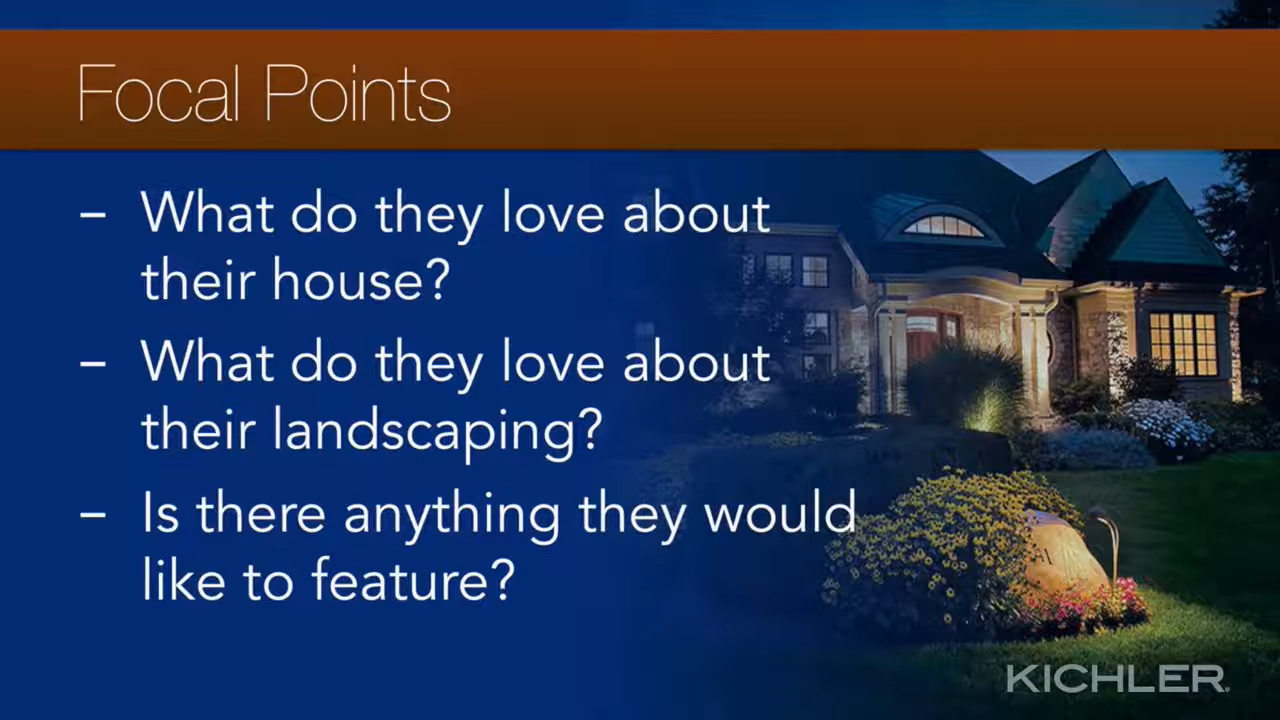 Focal Points
– What do they love about
their house?
– What do they love about
their landscaping?
– Is there anything they would
like to feature?
KICHLER.